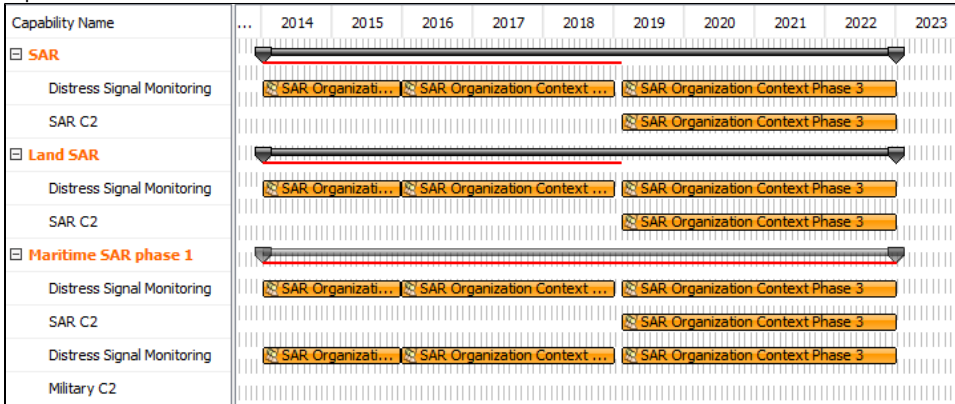 Capability Name ... 2014 2015 2016 2017 2018 2019 2020 2021 2022 2023
SAR
Distress Signal Monitoring SAR Organizati... SAR Organization Context ... SAR Organization Context Phase 3
SAR C2 SAR Organization Context Phase 3
Land SAR
Distress Signal Monitoring SAR Organizati... SAR Organization Context ... SAR Organization Context Phase 3
SAR C2 SAR Organization Context Phase 3
Maritime SAR phase 1
Distress Signal Monitoring SAR Organizati... SAR Organization Context ... SAR Organization Context Phase 3
SAR C2 SAR Organization Context Phase 3
Distress Signal Monitoring SAR Organizati... SAR Organization Context ... SAR Organization Context Phase 3
Military C2